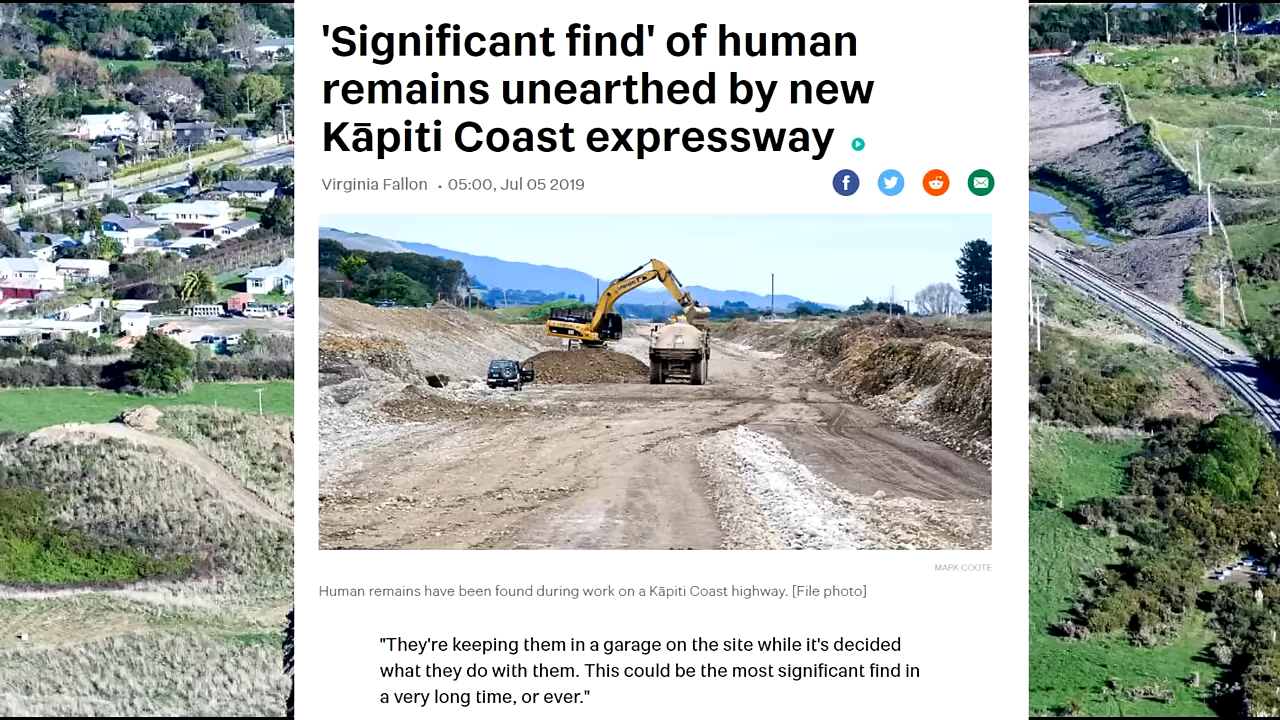 'Significant find' of human
remains unearthed by new
Kāpiti Coast expressway
Virginia Fallon • 05:00, Jul 05 2019
MARK COOTE
Human remains have been found during work on a Kāpiti Coast highway. [File photo]
"They're keeping them in a garage on the site while it's decided
what they do with them. This could be the most significant find in
a very long time, or ever."